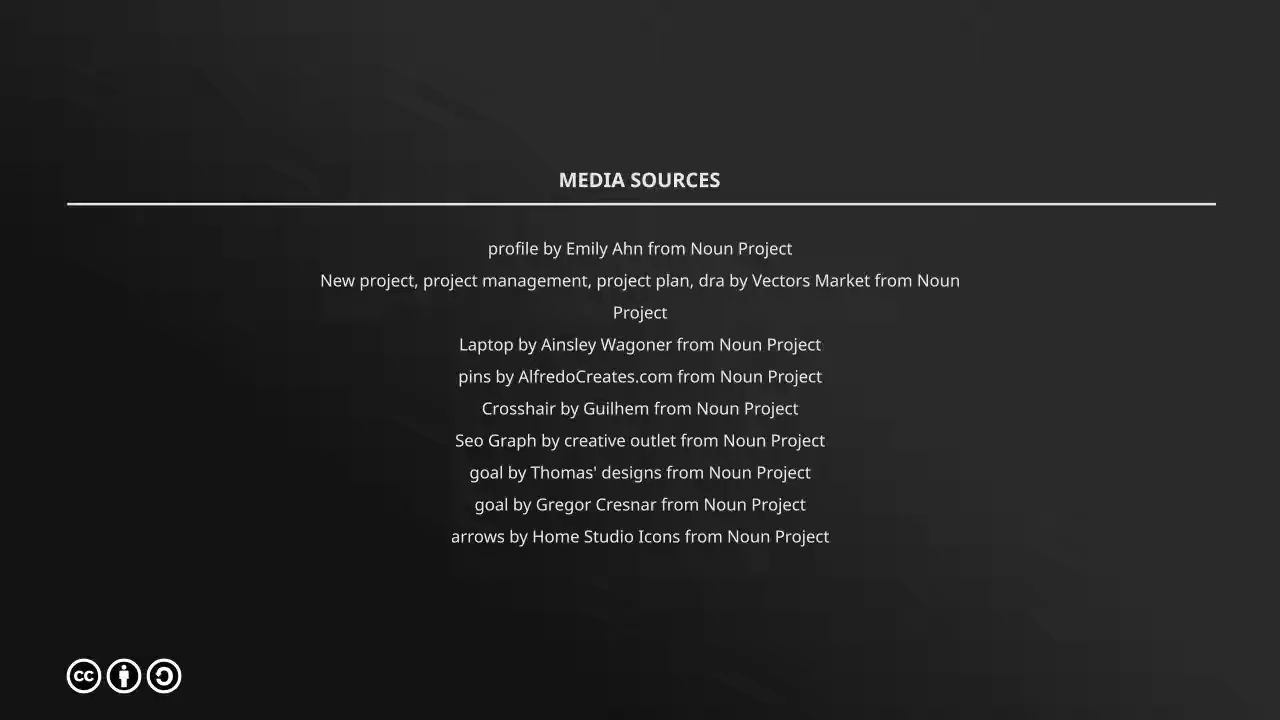 MEDIA SOURCES
profile by Emily Ahn from Noun Project
New project, project management, project plan, dra by Vectors Market from Noun
Project
Laptop by Ainsley Wagoner from Noun Project
pins by AlfredoCreates.com from Noun Project
Crosshair by Guilhem from Noun Project
Seo Graph by creative outlet from Noun Project
goal by Thomas' designs from Noun Project
goal by Gregor Cresnar from Noun Project
arrows by Home Studio Icons from Noun Project
cc